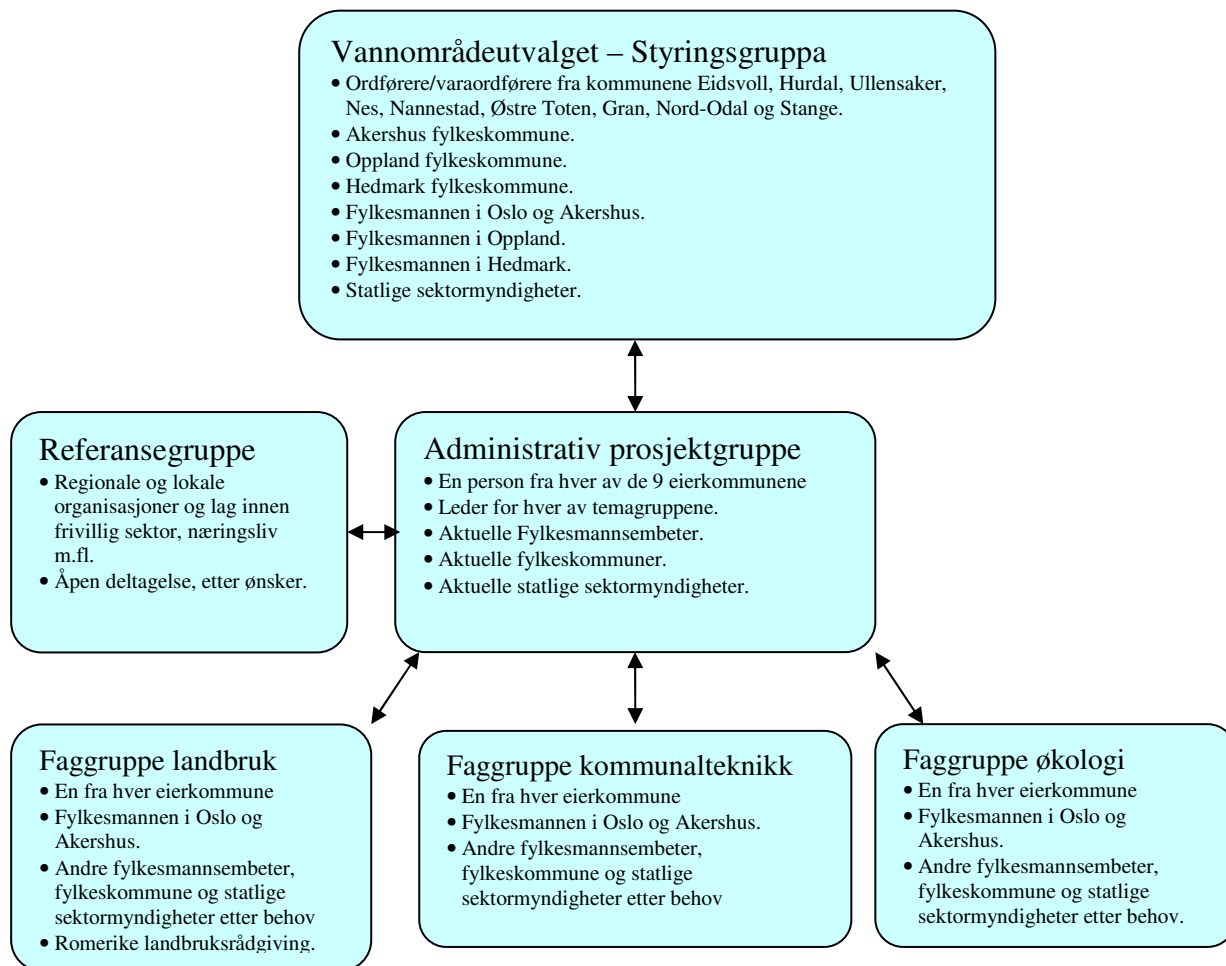 Vannområdeutvalget – Styringsgruppa
• Ordførere/varaordførere fra kommunene Eidsvoll, Hurdal, Ullensaker,
Nes, Nannestad, Østre Toten, Gran, Nord-Odal og Stange.
• Akershus fylkeskommune.
• Oppland fylkeskommune.
• Hedmark fylkeskommune.
• Fylkesmannen i Oslo og Akershus.
• Fylkesmannen i Oppland.
• Fylkesmannen i Hedmark.
• Statlige sektormyndigheter.
Referansegruppe
• Regionale og lokale
organisasjoner og lag innen
frivillig sektor, næringsliv
m.fl.
• Åpen deltagelse, etter ønsker.
Administrativ prosjektgruppe
• En person fra hver av de 9 eierkommunene
• Leder for hver av temagruppene.
• Aktuelle Fylkesmannsembeter.
• Aktuelle fylkeskommuner.
• Aktuelle statlige sektormyndigheter.
Faggruppe landbruk
• En fra hver eierkommune
• Fylkesmannen i Oslo og
Akershus.
• Andre fylkesmannsembeter,
fylkeskommune og statlige
sektormyndigheter etter behov
• Romerike landbruksrådgiving.
Faggruppe kommunalteknikk
• En fra hver eierkommune
• Fylkesmannen i Oslo og Akershus.
• Andre fylkesmannsembeter,
fylkeskommune og statlige
sektormyndigheter etter behov
Faggruppe økologi
• En fra hver eierkommune
• Fylkesmannen i Oslo og
Akershus.
• Andre fylkesmannsembeter,
fylkeskommune og statlige
sektormyndigheter etter behov.